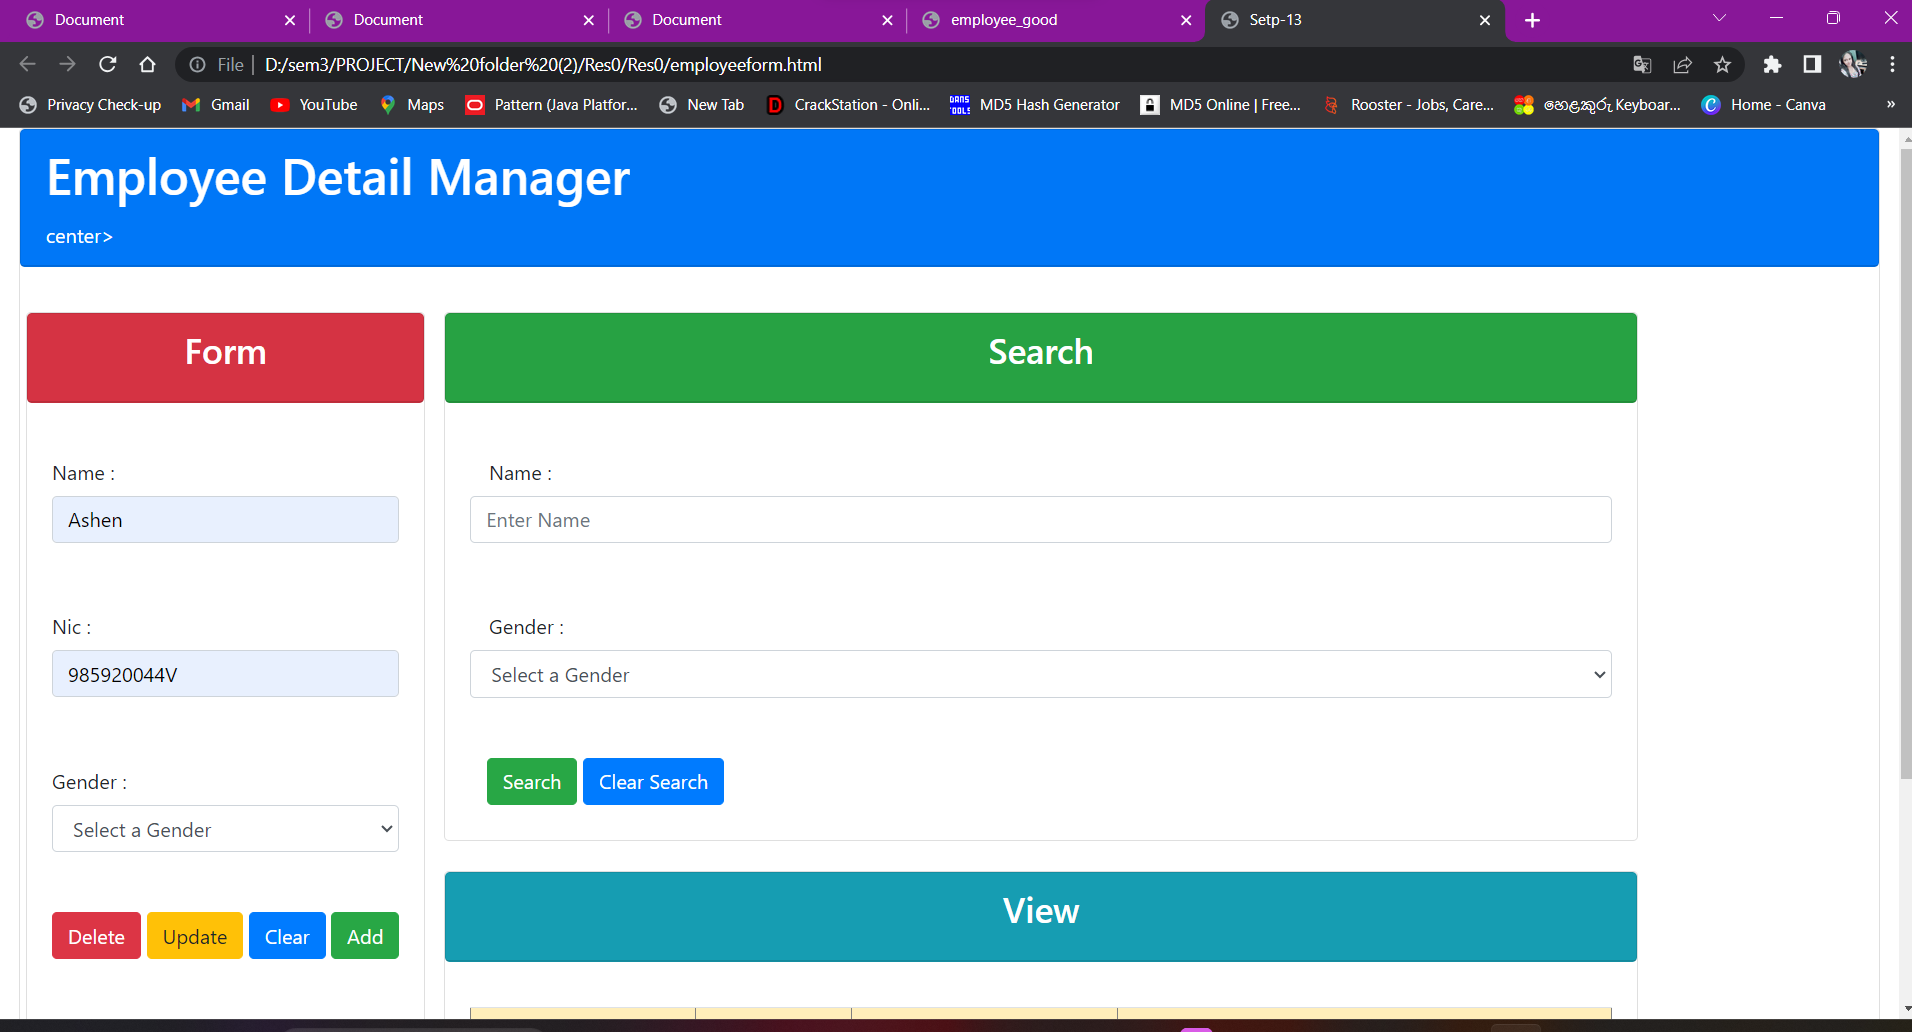 Document
Document
Document
employee_good
Setp-13
File
D:/sem3/PROJECT/New%20folder%20(2)/Res0/Res0/employeeform.html
Privacy Check-up
Gmail
YouTube
Maps
Pattern (Java Platfor...
New Tab
CrackStation - Onli...
MD5 Hash Generator
MD5 Online | Free...
Rooster - Jobs, Care...
හෙළකුරු Keyboar...
Home - Canva
»
Employee Detail Manager
center>
Form
Name :
Ashen
Nic :
985920044V
Gender :
Select a Gender
Delete
Update
Clear
Add
Search
Name :
Enter Name
Gender :
Select a Gender
Search
Clear Search
View